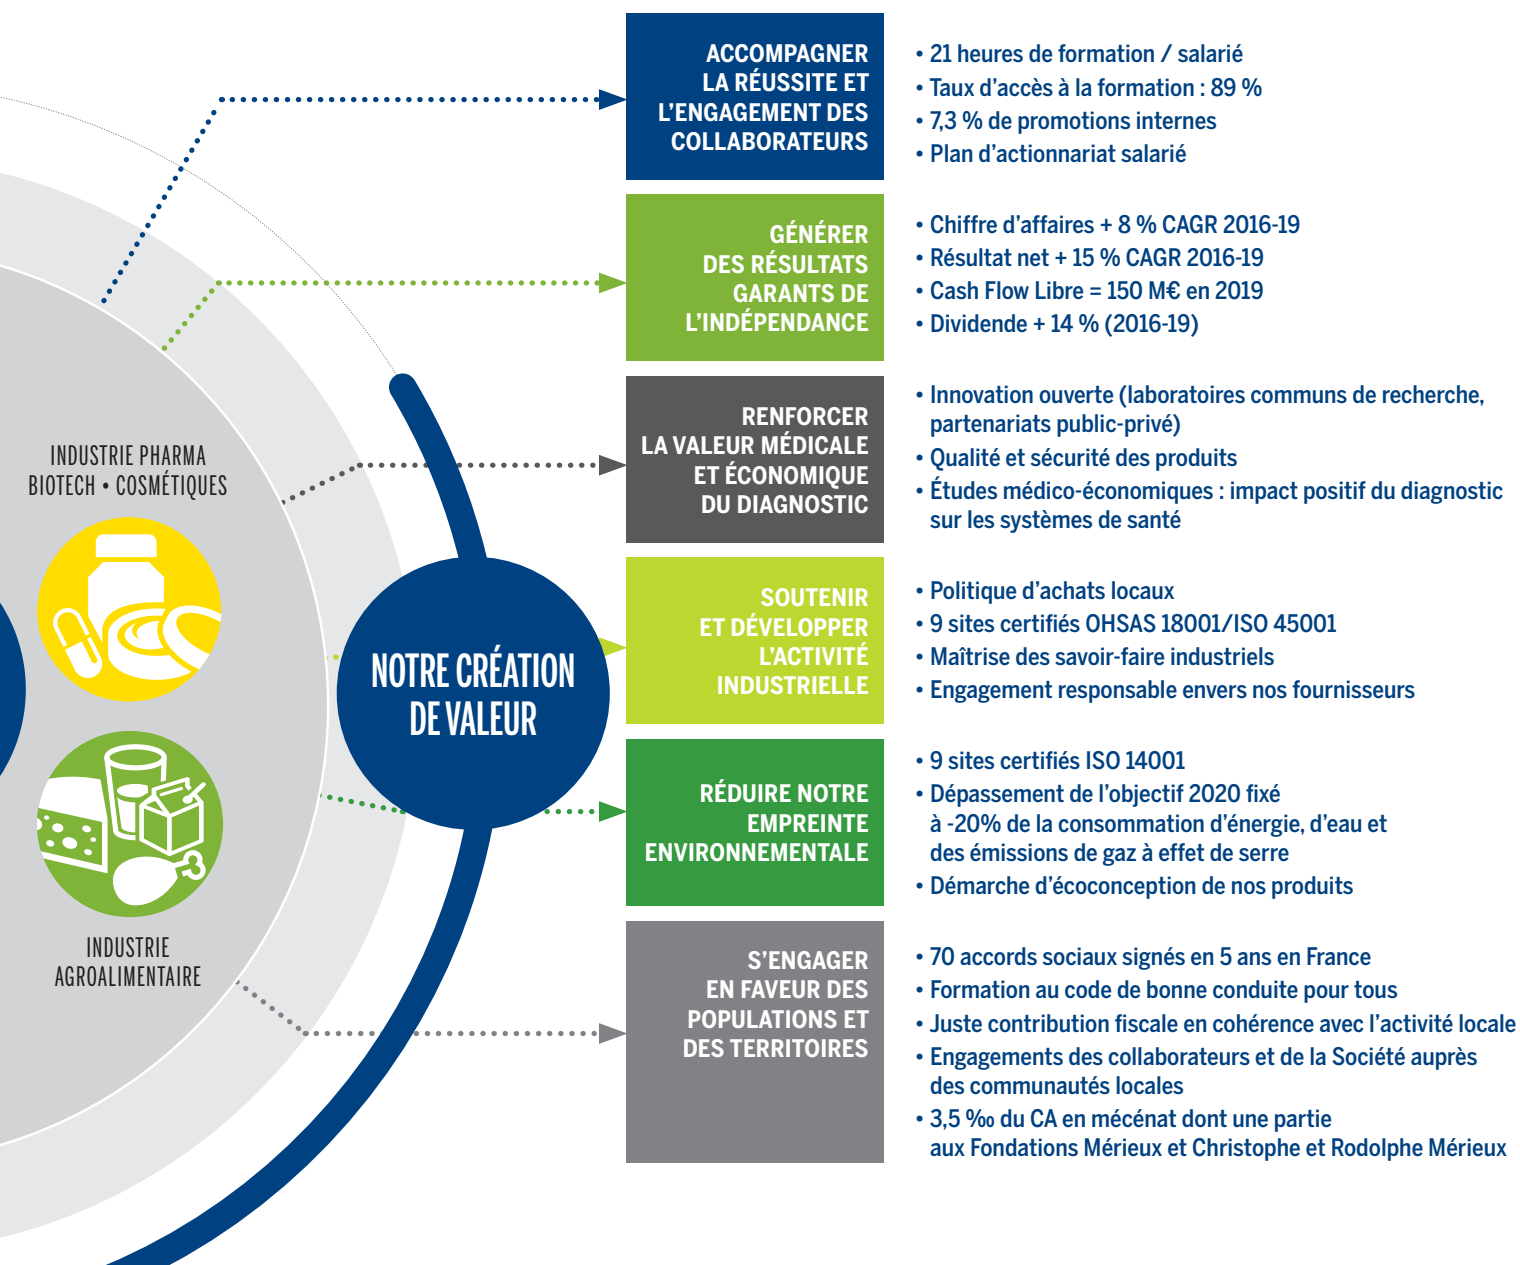 ACCOMPAGNER
LA RÉUSSITE ET
L'ENGAGEMENT DES
COLLABORATEURS
• 21 heures de formation / salarié
• Taux d'accès à la formation : 89 %
• 7,3 % de promotions internes
• Plan d'actionnariat salarié
GÉNÉRER
DES RÉSULTATS
GARANTS DE
L'INDÉPENDANCE
• Chiffre d'affaires + 8 % CAGR 2016-19
• Résultat net + 15 % CAGR 2016-19
• Cash Flow Libre = 150 M€ en 2019
• Dividende + 14 % (2016-19)
RENFORCER
LA VALEUR MÉDICALE
ET ÉCONOMIQUE
DU DIAGNOSTIC
• Innovation ouverte (laboratoires communs de recherche,
partenariats public-privé)
• Qualité et sécurité des produits
• Études médico-économiques : impact positif du diagnostic
sur les systèmes de santé
INDUSTRIE PHARMA
BIOTECH • COSMÉTIQUES
NOTRE CRÉATION
DE VALEUR
SOUTENIR
ET DÉVELOPPER
L'ACTIVITÉ
INDUSTRIELLE
• Politique d'achats locaux
• 9 sites certifiés OHSAS 18001/ISO 45001
• Maîtrise des savoir-faire industriels
• Engagement responsable envers nos fournisseurs
RÉDUIRE NOTRE
EMPREINTE
ENVIRONNEMENTALE
• 9 sites certifiés ISO 14001
• Dépassement de l'objectif 2020 fixé
à -20% de la consommation d'énergie, d'eau et
des émissions de gaz à effet de serre
• Démarche d'écoconception de nos produits
INDUSTRIE
AGROALIMENTAIRE
S'ENGAGER
EN FAVEUR DES
POPULATIONS ET
DES TERRITOIRES
• 70 accords sociaux signés en 5 ans en France
• Formation au code de bonne conduite pour tous
• Juste contribution fiscale en cohérence avec l'activité locale
• Engagements des collaborateurs et de la Société auprès
des communautés locales
• 3,5 ‰ du CA en mécénat dont une partie
aux Fondations Mérieux et Christophe et Rodolphe Mérieux